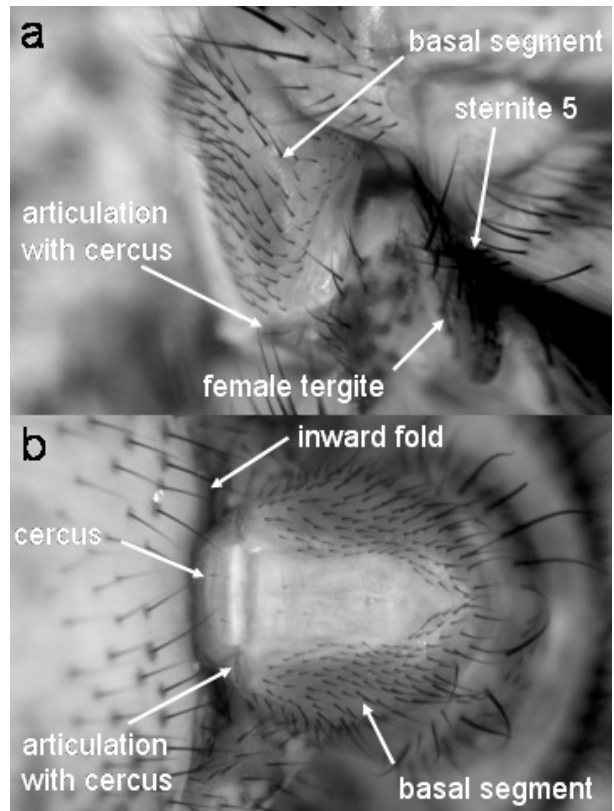 a
basal segment
sternite 5
articulation
with cercus
female tergite
b
inward fold
cercus
articulation
with cercus
basal segment